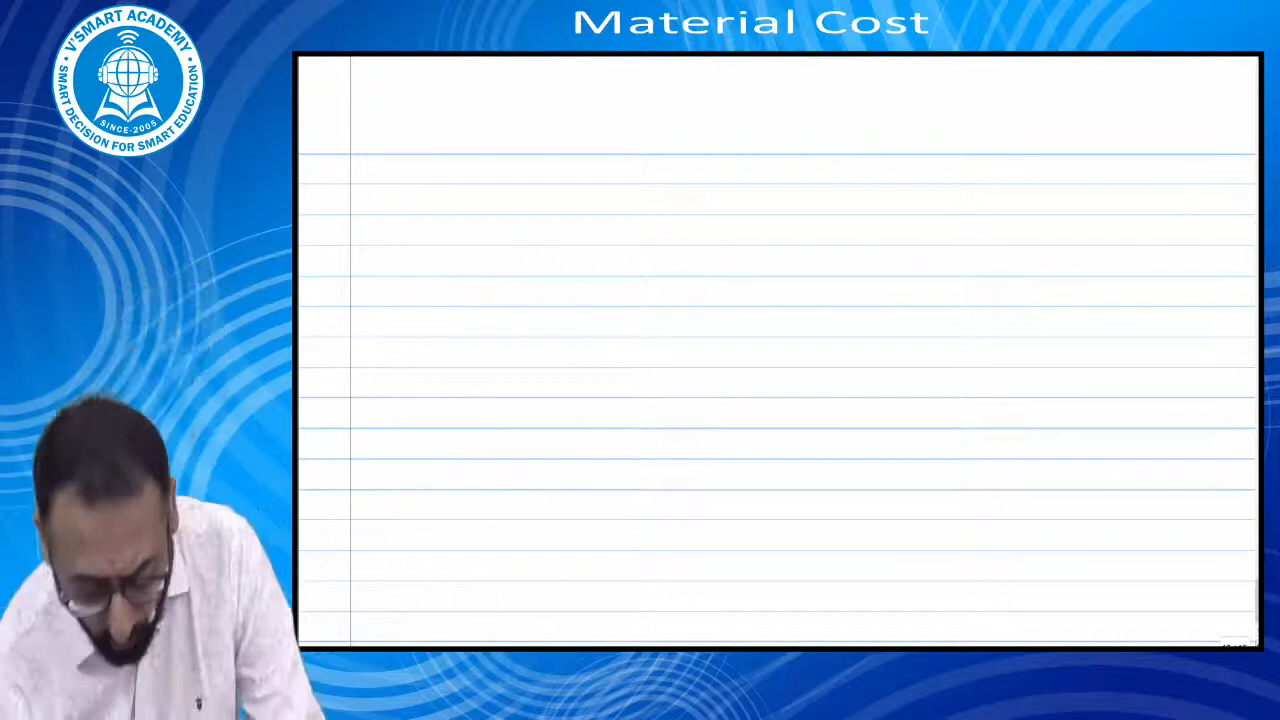 Material Cost
V'SMART ACADEMY
SINCE-2005
SMART DECISION FOR SMART EDUCATION